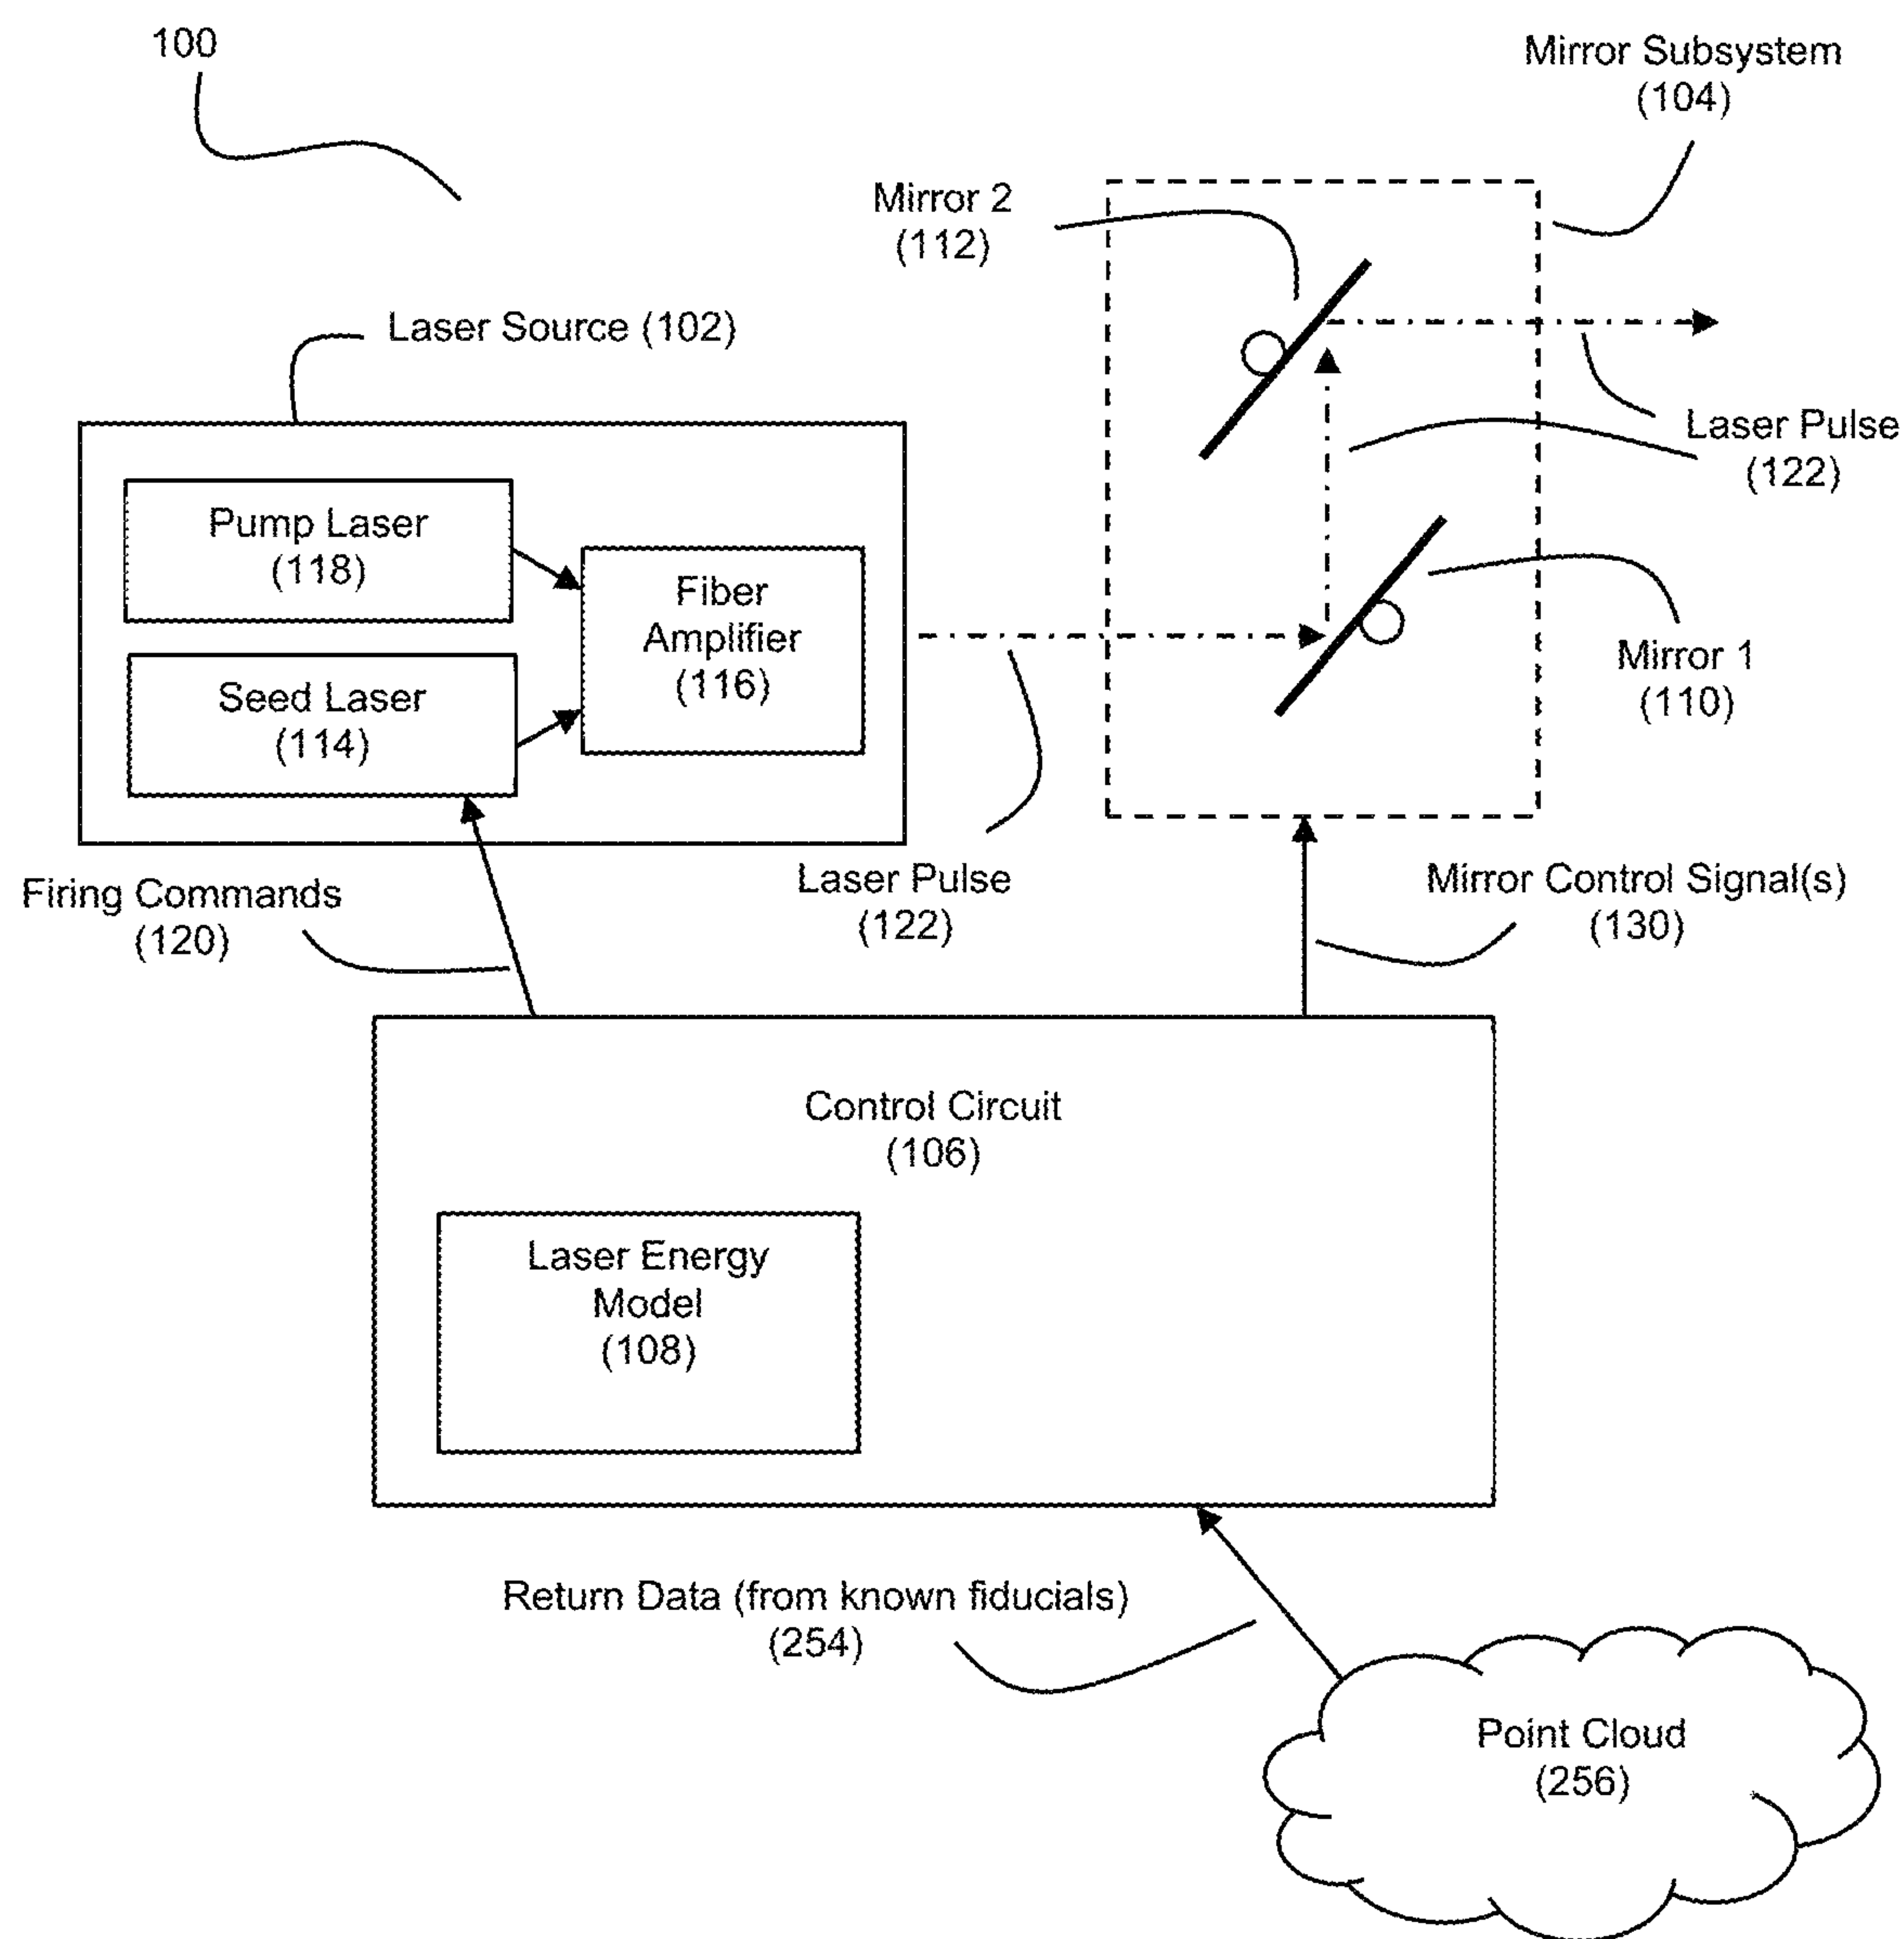 100
Mirror Subsystem
(104)
Mirror 2
(112)
Laser Source (102)
Laser Pulse
(122)
Pump Laser
(118)
Fiber
Amplifier
(116)
Seed Laser
(114)
Mirror 1
(110)
Firing Commands
(120)
Laser Pulse
(122)
Mirror Control Signal(s)
(130)
Control Circuit
(106)
Laser Energy
Model
(108)
Return Data (from known fiducials)
(254)
Point Cloud
(256)